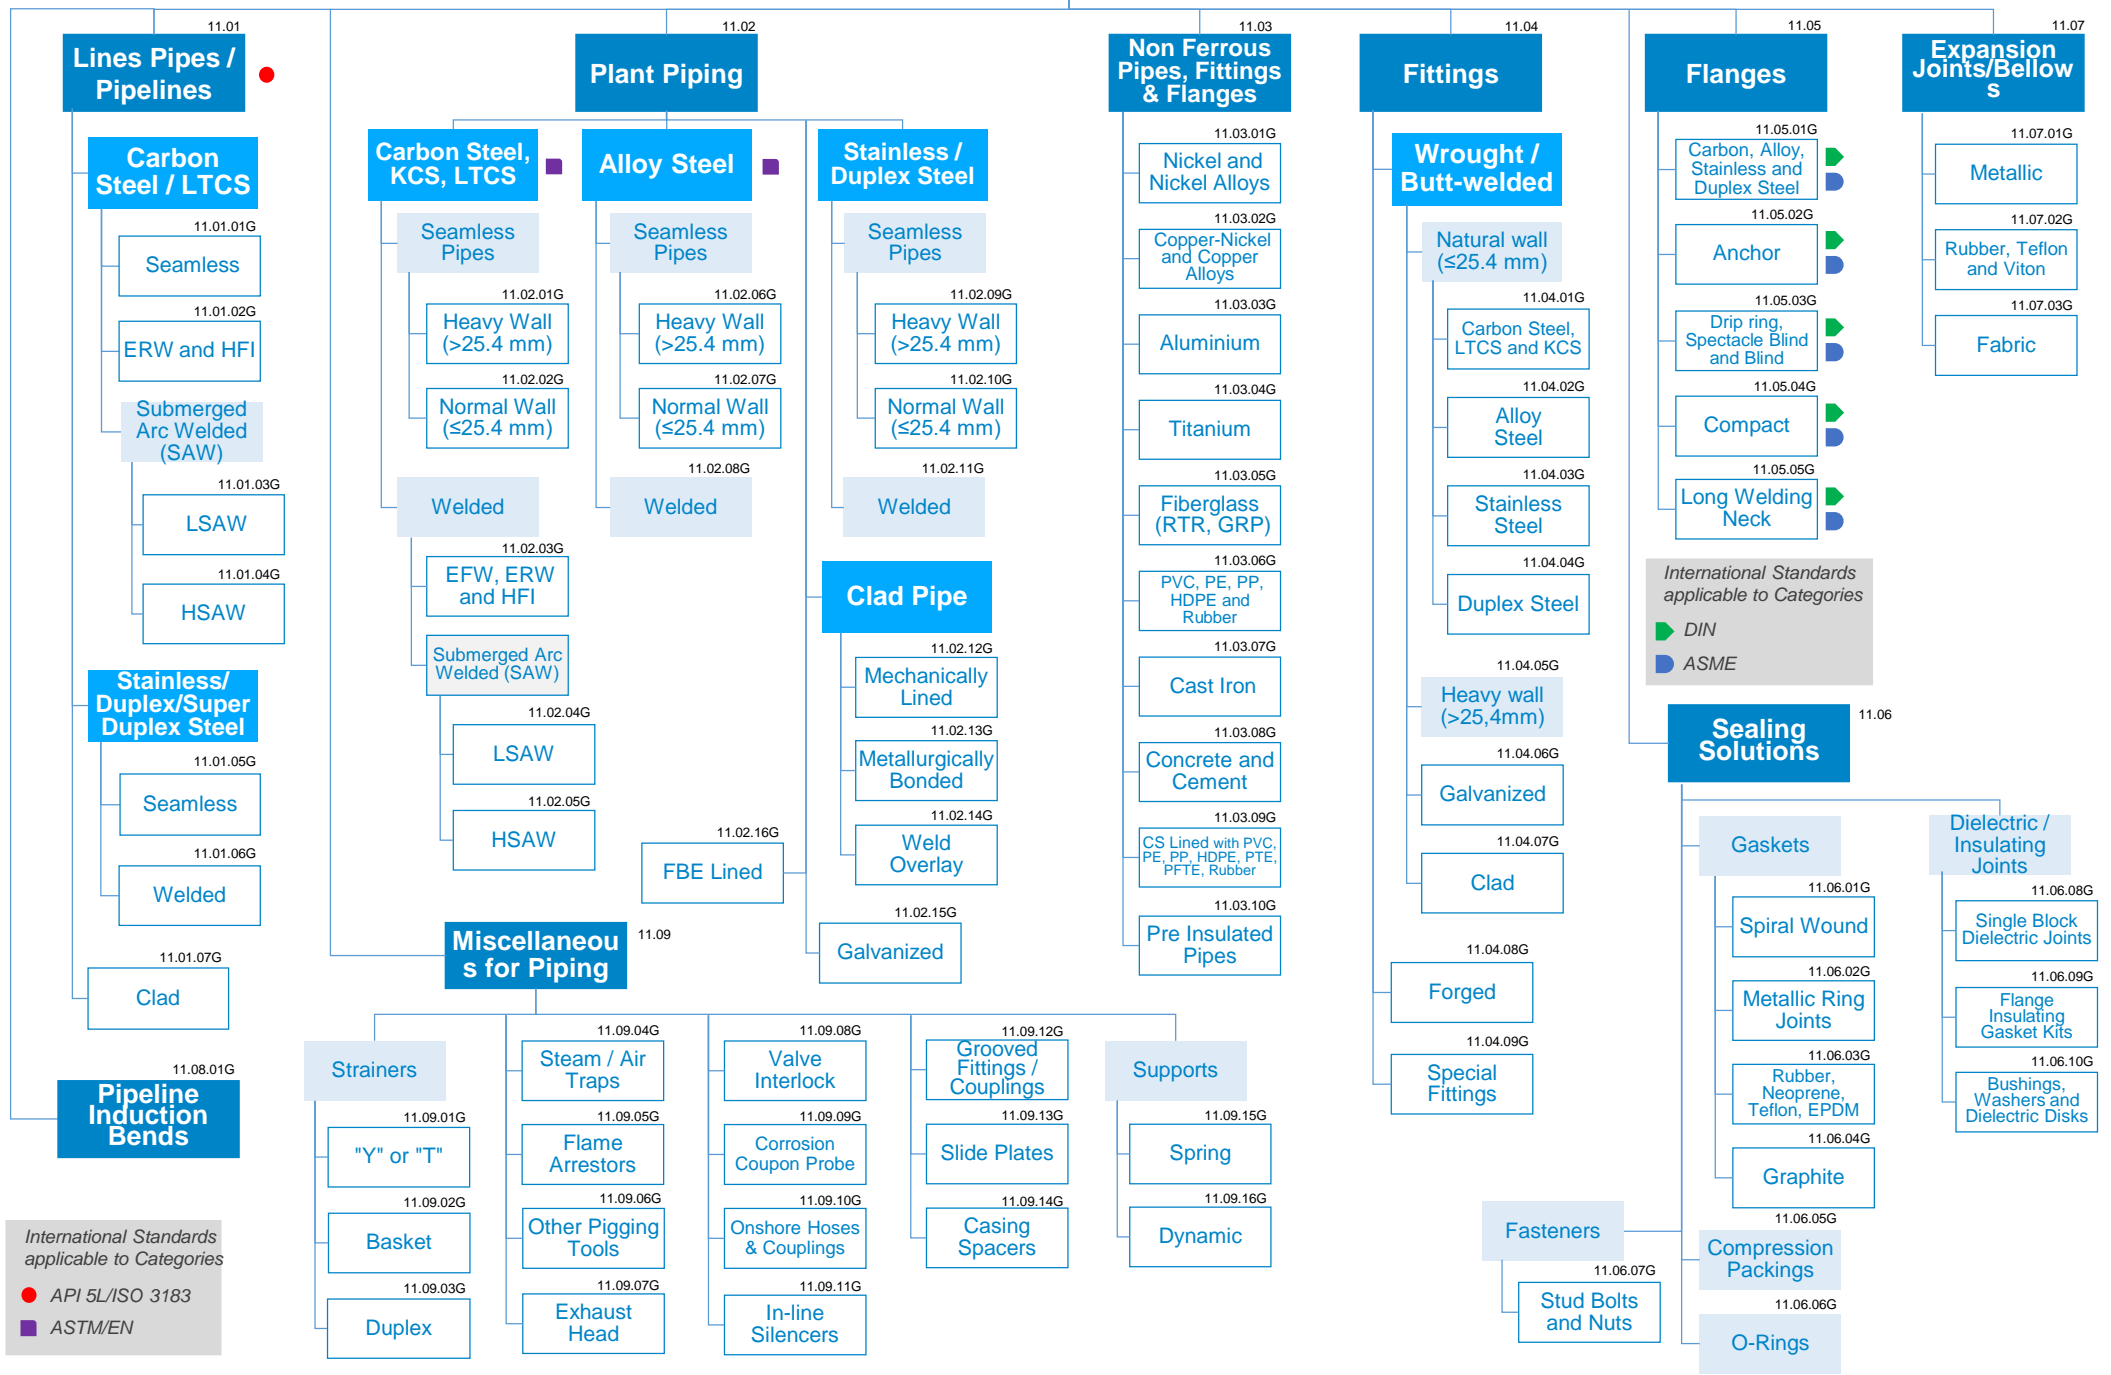 11.01
Lines Pipes /
Pipelines
Carbon
Steel / LTCS
11.01.01G
Seamless
11.01.02G
ERW and HFI
Submerged
Arc Welded
(SAW)
11.01.03G
LSAW
11.01.04G
HSAW
Stainless/
Duplex/Super
Duplex Steel
11.01.05G
Seamless
11.01.06G
Welded
11.01.07G
Clad
11.08.01G
Pipeline
Induction
Bends
International Standards
applicable to Categories
API 5L/ISO 3183
ASTM/EN
11.02
Plant Piping
Carbon Steel,
KCS, LTCS
Seamless
Pipes
11.02.01G
Heavy Wall
(>25.4 mm)
11.02.02G
Normal Wall
(≤25.4 mm)
Welded
11.02.03G
EFW, ERW
and HFI
Submerged Arc
Welded (SAW)
11.02.04G
LSAW
11.02.05G
HSAW
Alloy Steel
Seamless
Pipes
11.02.06G
Heavy Wall
(>25.4 mm)
11.02.07G
Normal Wall
(≤25.4 mm)
11.02.08G
Welded
Stainless /
Duplex Steel
Seamless
Pipes
11.02.09G
Heavy Wall
(>25.4 mm)
11.02.10G
Normal Wall
(≤25.4 mm)
11.02.11G
Welded
Clad Pipe
11.02.12G
Mechanically
Lined
11.02.13G
Metallurgically
Bonded
11.02.14G
Weld
Overlay
11.02.16G
FBE Lined
11.02.15G
Galvanized
Miscellaneou
s for Piping
11.09
Strainers
11.09.01G
"Y" or "T"
11.09.02G
Basket
11.09.03G
Duplex
11.09.04G
Steam / Air
Traps
11.09.05G
Flame
Arrestors
11.09.06G
Other Pigging
Tools
11.09.07G
Exhaust
Head
11.09.08G
Valve
Interlock
11.09.09G
Corrosion
Coupon Probe
11.09.10G
Onshore Hoses
& Couplings
11.09.11G
In-line
Silencers
11.09.12G
Grooved
Fittings /
Couplings
11.09.13G
Slide Plates
11.09.14G
Casing
Spacers
Supports
11.09.15G
Spring
11.09.16G
Dynamic
11.03
Non Ferrous
Pipes, Fittings
& Flanges
11.03.01G
Nickel and
Nickel Alloys
11.03.02G
Copper-Nickel
and Copper
Alloys
11.03.03G
Aluminium
11.03.04G
Titanium
11.03.05G
Fiberglass
(RTR, GRP)
11.03.06G
PVC, PE, PP,
HDPE and
Rubber
11.03.07G
Cast Iron
11.03.08G
Concrete and
Cement
11.03.09G
CS Lined with PVC,
PE, PP, HDPE, PTE,
PFTE, Rubber
11.03.10G
Pre Insulated
Pipes
11.04
Fittings
Wrought /
Butt-welded
Natural wall
(≤25.4 mm)
11.04.01G
Carbon Steel,
LTCS and KCS
11.04.02G
Alloy
Steel
11.04.03G
Stainless
Steel
11.04.04G
Duplex Steel
11.04.05G
Heavy wall
(>25,4mm)
11.04.06G
Galvanized
11.04.07G
Clad
11.04.08G
Forged
11.04.09G
Special
Fittings
11.05
Flanges
11.05.01G
Carbon, Alloy,
Stainless and
Duplex Steel
11.05.02G
Anchor
11.05.03G
Drip ring,
Spectacle Blind
and Blind
11.05.04G
Compact
11.05.05G
Long Welding
Neck
International Standards
applicable to Categories
DIN
ASME
Sealing
Solutions
11.06
Gaskets
11.06.01G
Spiral Wound
11.06.02G
Metallic Ring
Joints
11.06.03G
Rubber,
Neoprene,
Teflon, EPDM
11.06.04G
Graphite
11.06.05G
Compression
Packings
11.06.06G
O-Rings
Fasteners
11.06.07G
Stud Bolts
and Nuts
Dielectric /
Insulating
Joints
11.06.08G
Single Block
Dielectric Joints
11.06.09G
Flange
Insulating
Gasket Kits
11.06.10G
Bushings,
Washers and
Dielectric Disks
11.07
Expansion
Joints/Bellow
s
11.07.01G
Metallic
11.07.02G
Rubber, Teflon
and Viton
11.07.03G
Fabric